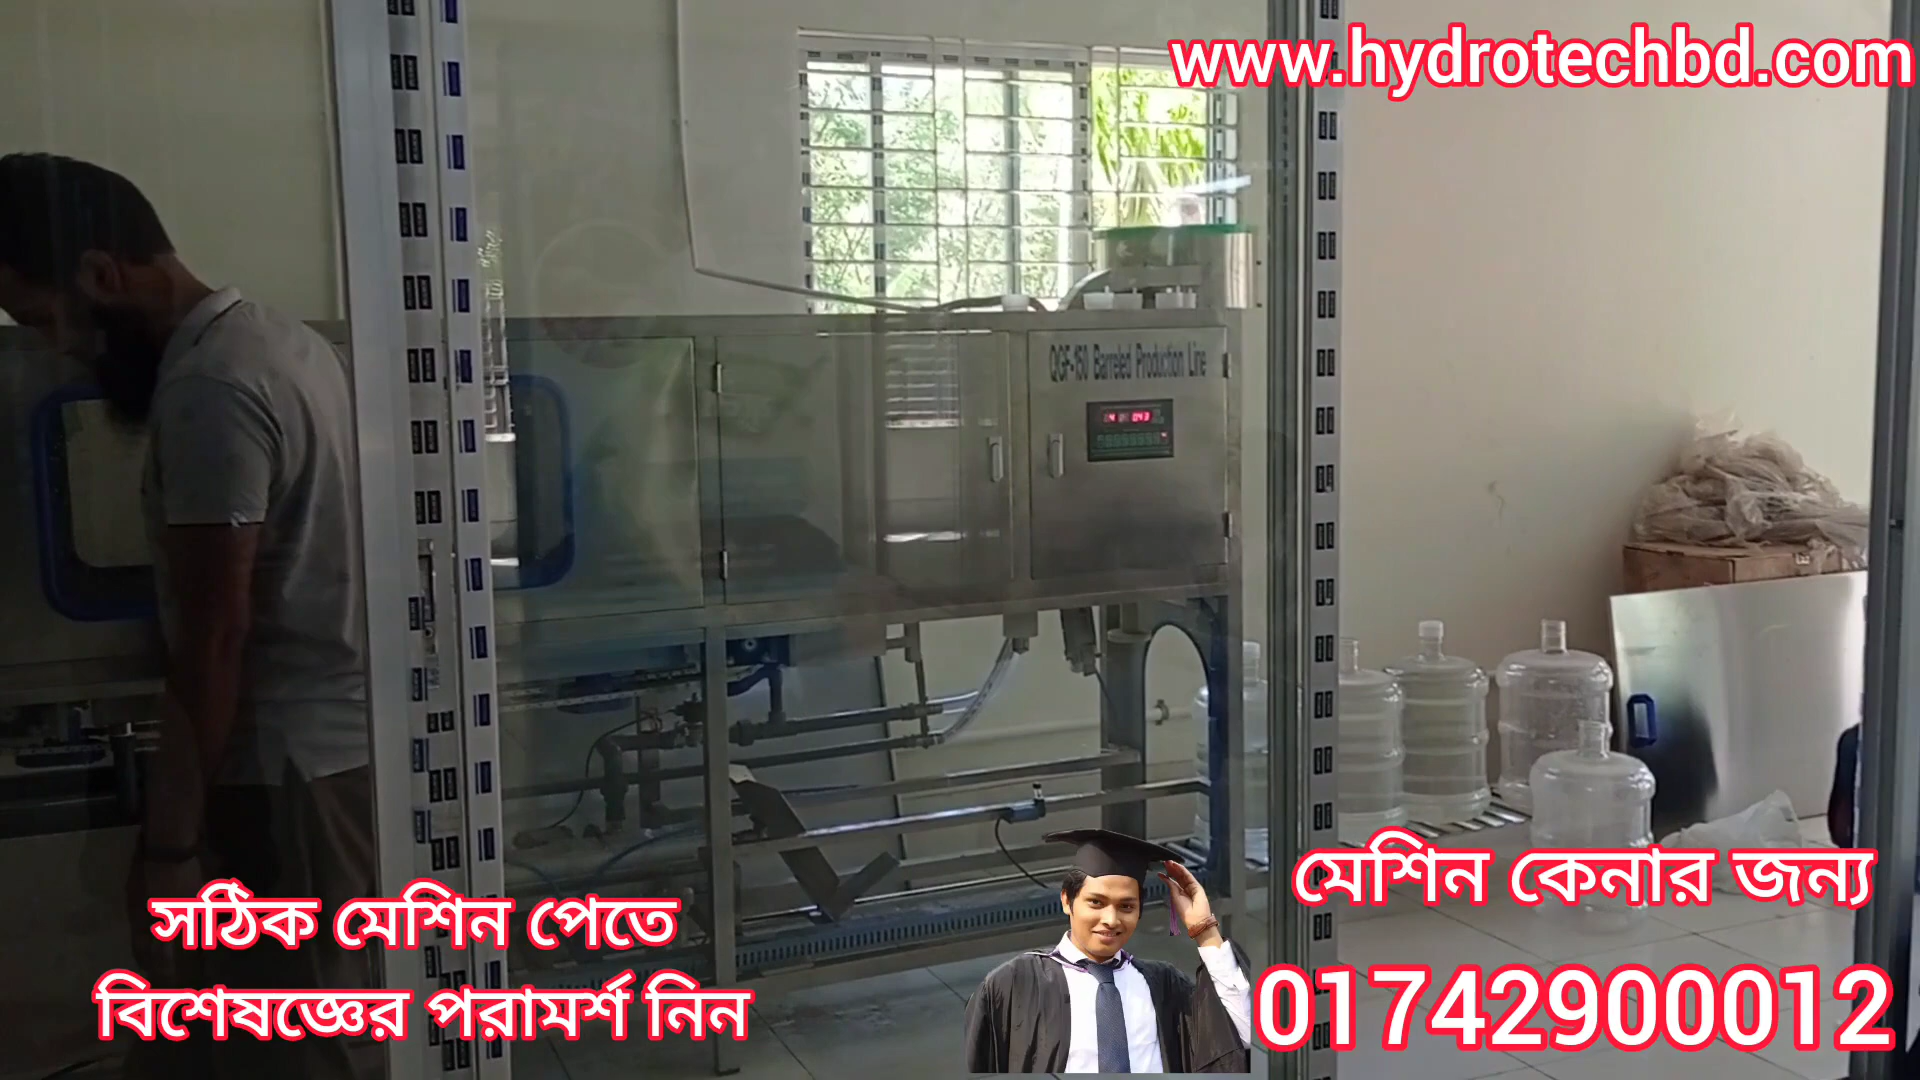 www.hydrotechbd.com
QGF-150 Barreled Production Line
সঠিক মেশিন পেতে
বিশেষজ্ঞের পরামর্শ নিন
মেশিন কেনার জন্য
01742900012